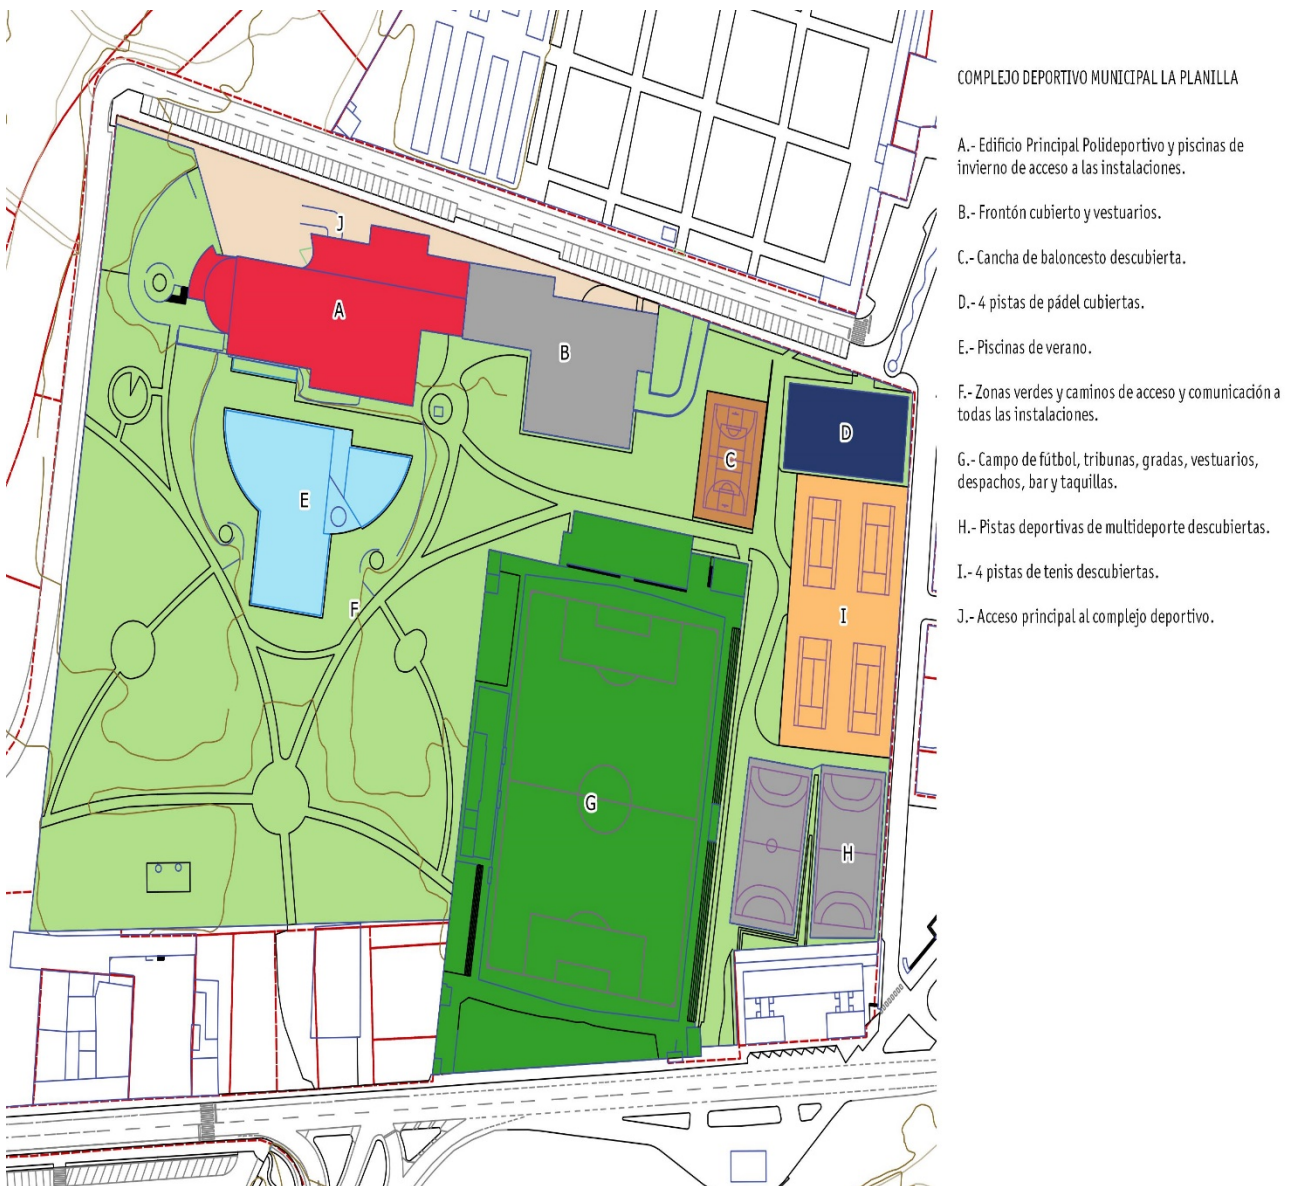 COMPLEJO DEPORTIVO MUNICIPAL LA PLANILLA
A.- Edificio Principal Polideportivo y piscinas de
invierno de acceso a las instalaciones.
B.- Frontón cubierto y vestuarios.
C.- Cancha de baloncesto descubierta.
D.- 4 pistas de pádel cubiertas.
E.- Piscinas de verano.
F.- Zonas verdes y caminos de acceso y comunicación a
todas las instalaciones.
G.- Campo de fútbol, tribunas, gradas, vestuarios,
despachos, bar y taquillas.
H.- Pistas deportivas de multideporte descubiertas.
I.- 4 pistas de tenis descubiertas.
J.- Acceso principal al complejo deportivo.
J
A
B
D
C
E
F
I
G
H